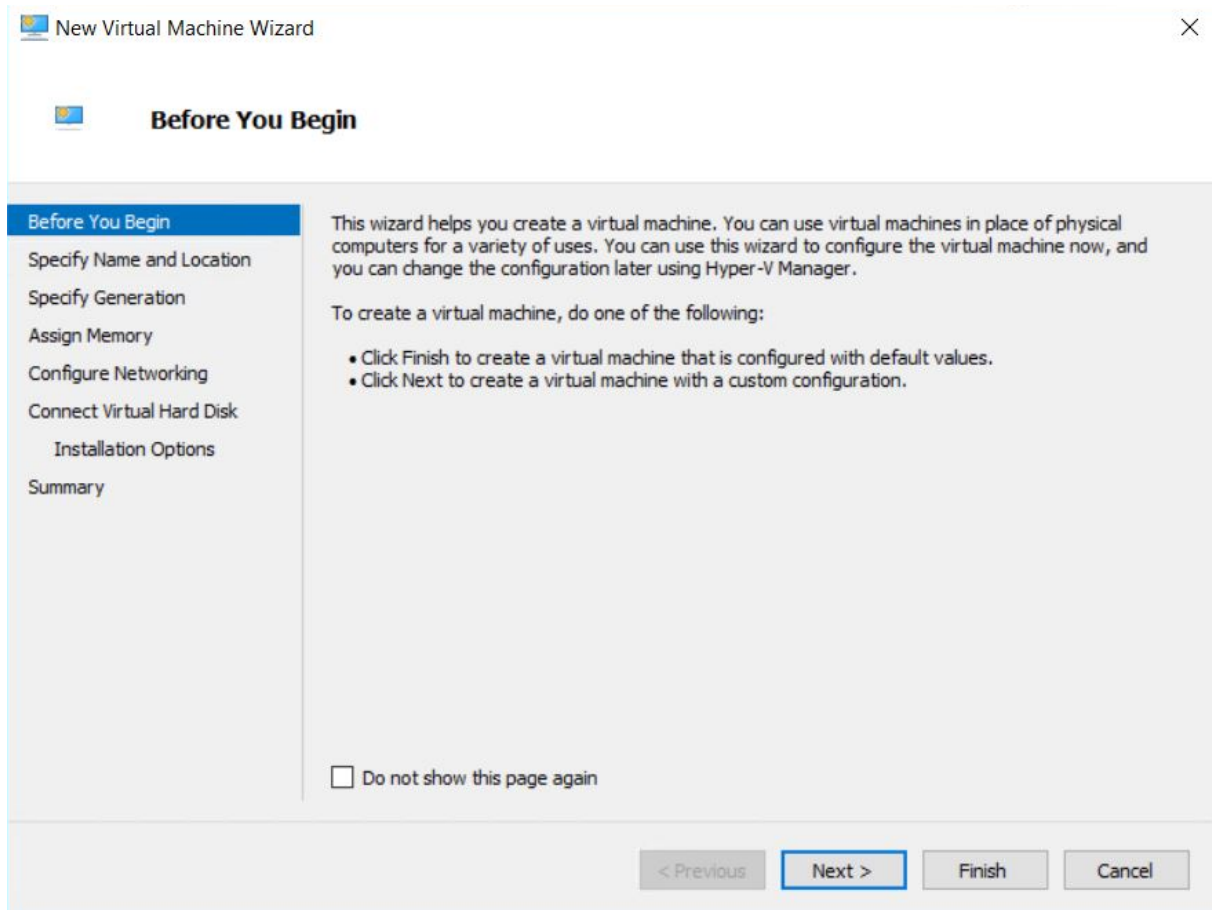 New Virtual Machine Wizard
Before You Begin
Before You Begin
Specify Name and Location
Specify Generation
Assign Memory
Configure Networking
Connect Virtual Hard Disk
Installation Options
Summary
This wizard helps you create a virtual machine. You can use virtual machines in place of physical
computers for a variety of uses. You can use this wizard to configure the virtual machine now, and
you can change the configuration later using Hyper-V Manager.
To create a virtual machine, do one of the following:
• Click Finish to create a virtual machine that is configured with default values.
• Click Next to create a virtual machine with a custom configuration.
Do not show this page again
< Previous
Next >
Finish
Cancel